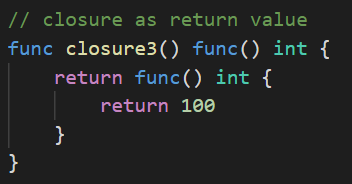 // closure as return value
func closure3() func() int {
    return func() int {
        return 100
    }
}